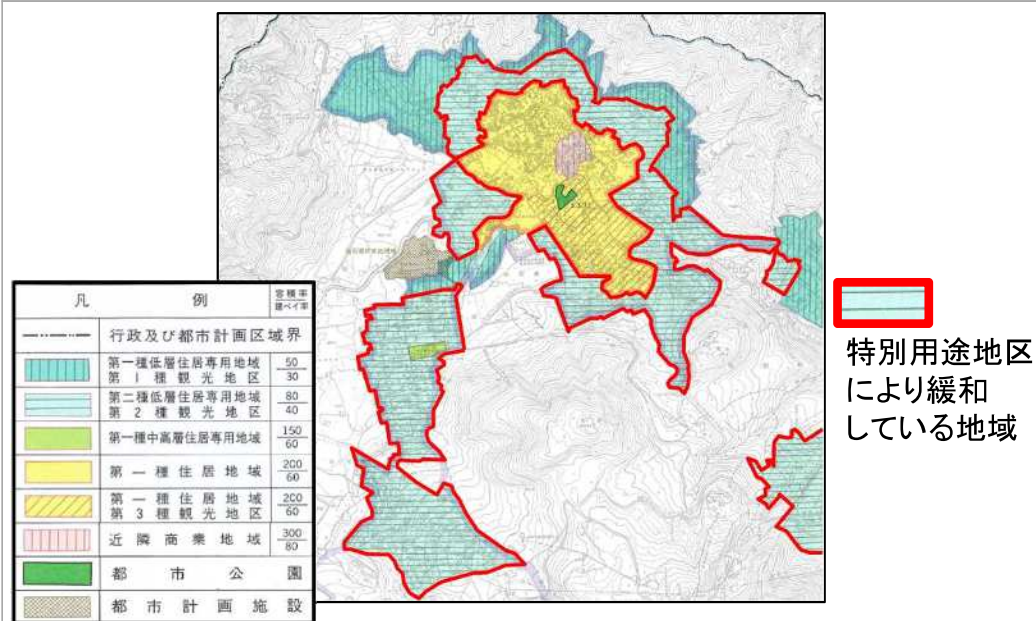 凡例
容積率
建ペイ率
行政及び都市計画区域界
第一種低層住居専用地域
第1種観光地区
50
30
第二種低層住居専用地域
第2種観光地区
80
40
第一種中高層住居専用地域
150
60
第一種住居地域
200
60
第一種住居地域
第3種観光地区
200
60
近隣商業地域
300
80
都市公園
都市計画施設
特別用途地区
により緩和
している地域